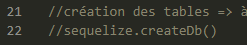 21 //création des tables => à
22 //sequelize.createDb()